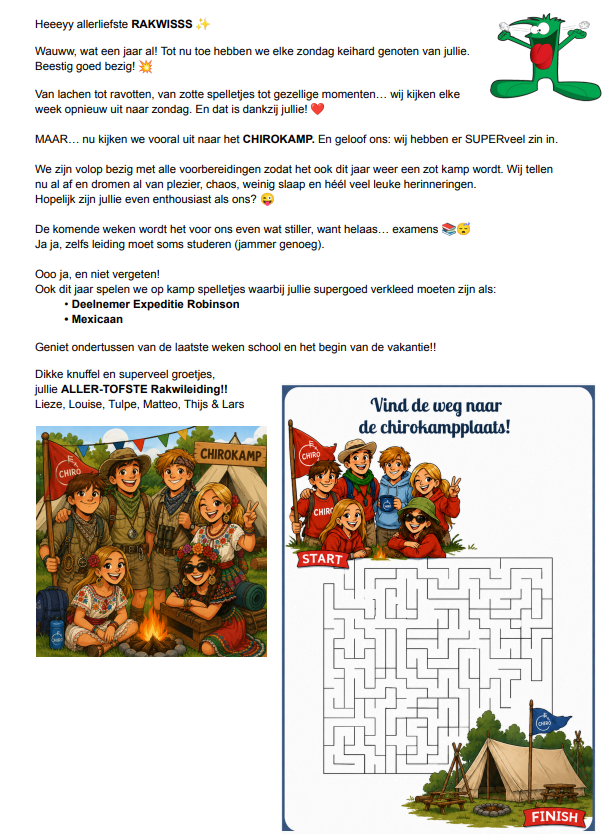 Heeeyy allerliefste RAKWISSS ✨
Wauww, wat een jaar al! Tot nu toe hebben we elke zondag keihard genoten van jullie.
Beestig goed bezig! 💥
Van lachen tot ravotten, van zotte spelletjes tot gezellige momenten… wij kijken elke
week opnieuw uit naar zondag. En dat is dankzij jullie! ❤️
MAAR… nu kijken we vooral uit naar het CHIROKAMP. En geloof ons: wij hebben er SUPERveel zin in.
We zijn volop bezig met alle voorbereidingen zodat het ook dit jaar weer een zot kamp wordt. Wij tellen
nu al af en dromen al van plezier, chaos, weinig slaap en héél veel leuke herinneringen.
Hopelijk zijn jullie even enthousiast als ons? 😜
De komende weken wordt het voor ons even wat stiller, want helaas… examens 📚😴
Ja ja, zelfs leiding moet soms studeren (jammer genoeg).
Ooo ja, en niet vergeten!
Ook dit jaar spelen we op kamp spelletjes waarbij jullie supergoed verkleed moeten zijn als:
• Deelnemer Expeditie Robinson
• Mexicaan
Geniet ondertussen van de laatste weken school en het begin van de vakantie!!
Dikke knuffel en superveel groetjes,
jullie ALLER-TOFSTE Rakwileiding!!
Lieze, Louise, Tulpe, Matteo, Thijs & Lars
CHIRO
CHIROKAMP
Vind de weg naar
de chirokampplaats!
CHIRO
CHIRO
START
CHIRO
FINISH